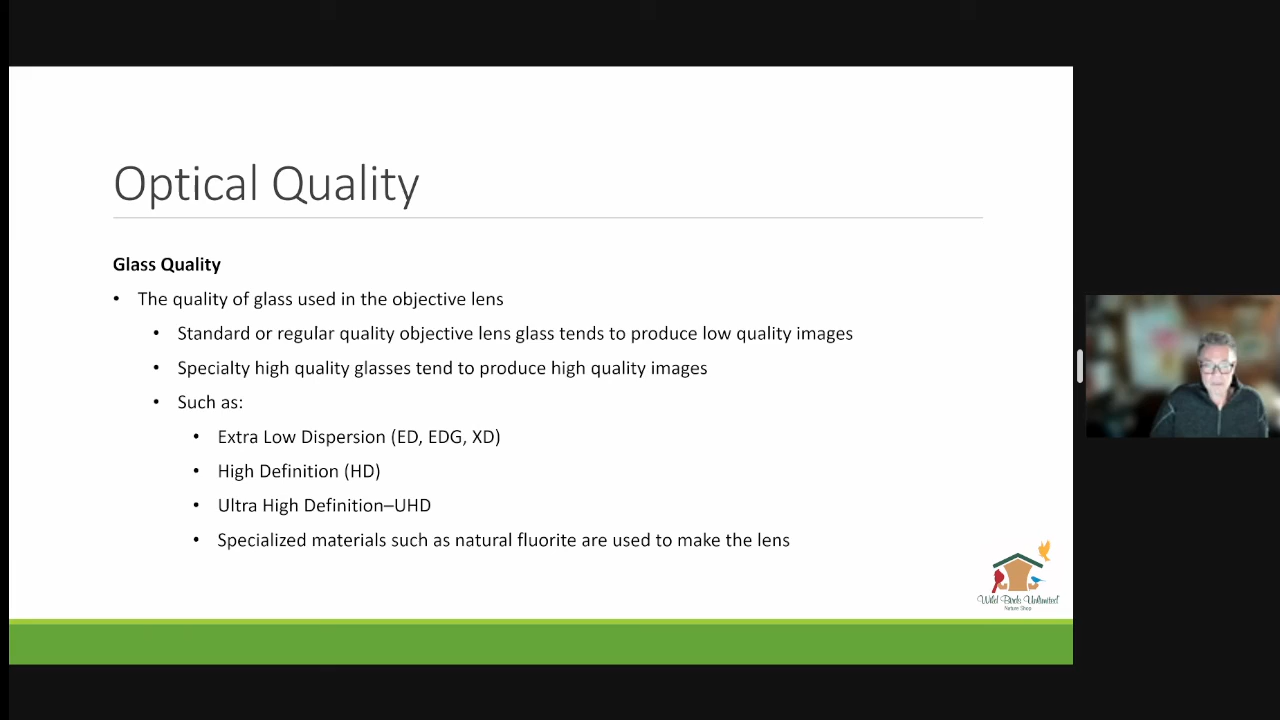 Optical Quality
Glass Quality
• The quality of glass used in the objective lens
• Standard or regular quality objective lens glass tends to produce low quality images
• Specialty high quality glasses tend to produce high quality images
• Such as:
• Extra Low Dispersion (ED, EDG, XD)
• High Definition (HD)
• Ultra High Definition–UHD
• Specialized materials such as natural fluorite are used to make the lens
Wild Birds Unlimited
Nature Shop